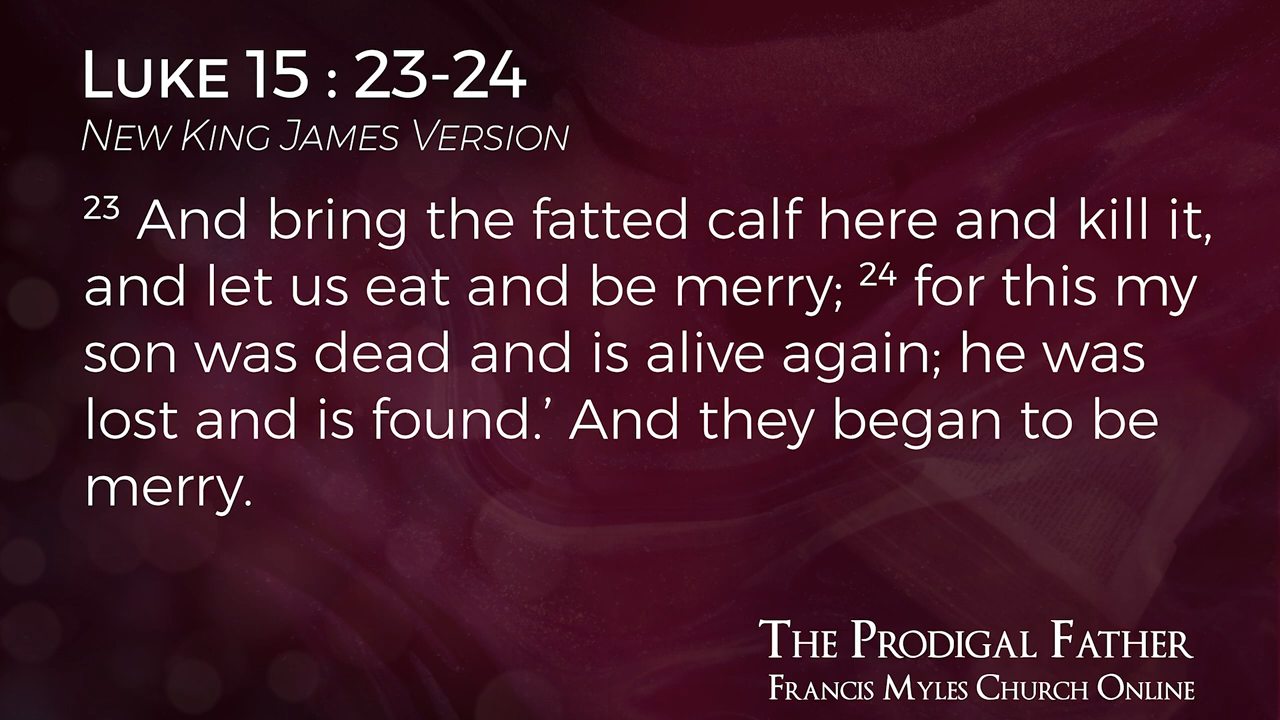 Luke 15 : 23-24
New King James Version
23 And bring the fatted calf here and kill it,
and let us eat and be merry; 24 for this my
son was dead and is alive again; he was
lost and is found.’ And they began to be
merry.
The Prodigal Father
Francis Myles Church Online